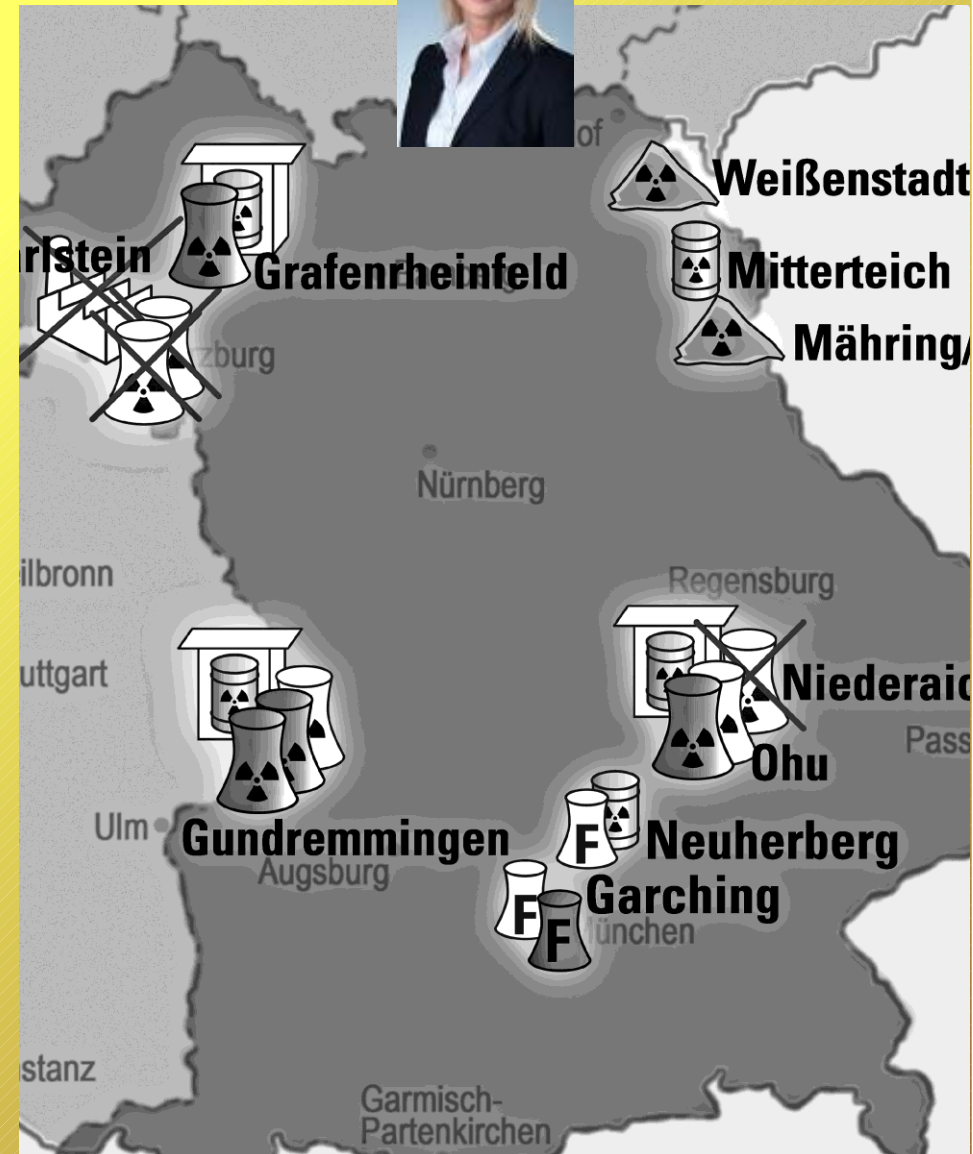 of
Weißenstadt
rlstein
Grafenrheinfeld
Mitterteich
Mähring/
zburg
Nürnberg
ilbronn
Regensburg
uttgart
Niederaic
Pass
Ohu
Ulm
Gundremmingen
Augsburg
Neuherberg
Garching
F
F
F
ünchen
stanz
Garmisch-
Partenkirchen